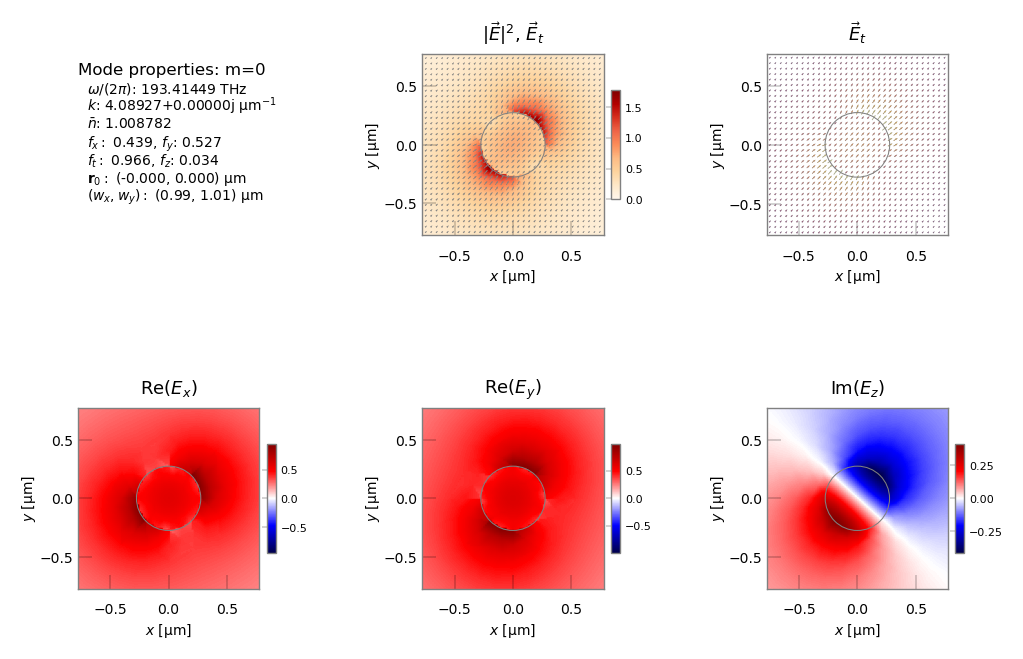 |E⃗|², E⃗ₜ
E⃗ₜ
Mode properties: m=0
ω/(2π): 193.41449 THz
k: 4.08927+0.00000j μm⁻¹
n̄: 1.008782
fₓ: 0.439, f_y: 0.527
fₜ: 0.966, f_z: 0.034
r₀: (-0.000, 0.000) μm
(wₓ, w_y): (0.99, 1.01) μm
y [μm]
0.5
0.0
−0.5
−0.5 0.0 0.5
x [μm]
1.5
1.0
0.5
0.0
y [μm]
0.5
0.0
−0.5
−0.5 0.0 0.5
x [μm]
Re(Eₓ)
y [μm]
0.5
0.0
−0.5
−0.5 0.0 0.5
x [μm]
0.5
0.0
−0.5
Re(E_y)
y [μm]
0.5
0.0
−0.5
−0.5 0.0 0.5
x [μm]
0.5
0.0
−0.5
Im(E_z)
y [μm]
0.5
0.0
−0.5
−0.5 0.0 0.5
x [μm]
0.25
0.00
−0.25